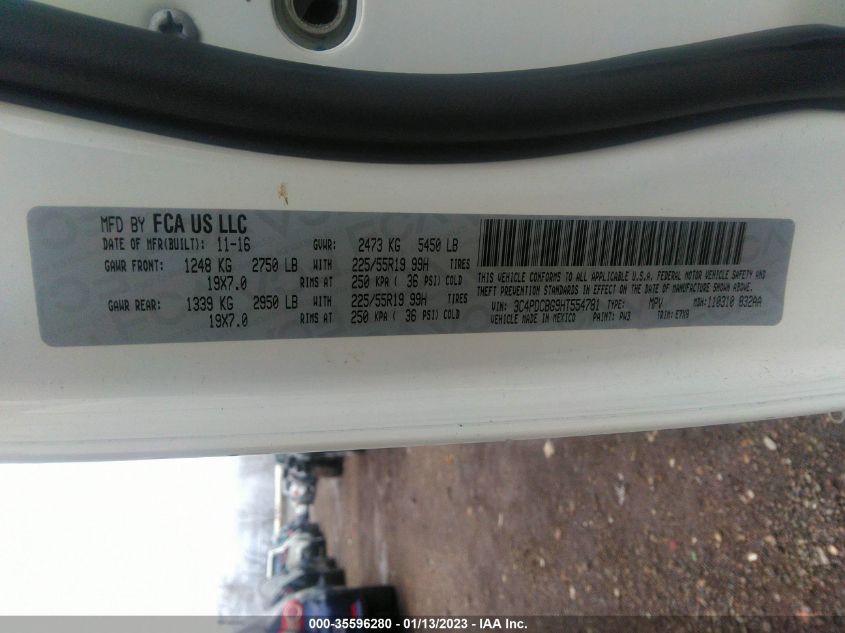 MFD BY FCA US LLC
DATE OF MFR(BUILT): 11-16 GVWR: 2473 KG 5450 LB
GAWR FRONT: 1248 KG 2750 LB WITH 225/55R19 99H TIRES
19X7.0 RIMS AT 250 KPA ( 36 PSI) COLD
GAWR REAR: 1339 KG 2950 LB WITH 225/55R19 99H TIRES
19X7.0 RIMS AT 250 KPA ( 36 PSI) COLD
THIS VEHICLE CONFORMS TO ALL APPLICABLE U.S.A. FEDERAL MOTOR VEHICLE SAFETY AND
THEFT PREVENTION STANDARDS IN EFFECT ON THE DATE OF MANUFACTURE SHOWN ABOVE.
VIN: 3C4PDCBG9HT554781 TYPE: MPV MDH: 110310 832AA
VEHICLE MADE IN MEXICO PAINT: PW3 TRIM: E7X9
000-35596280 - 01/13/2023 - IAA Inc.